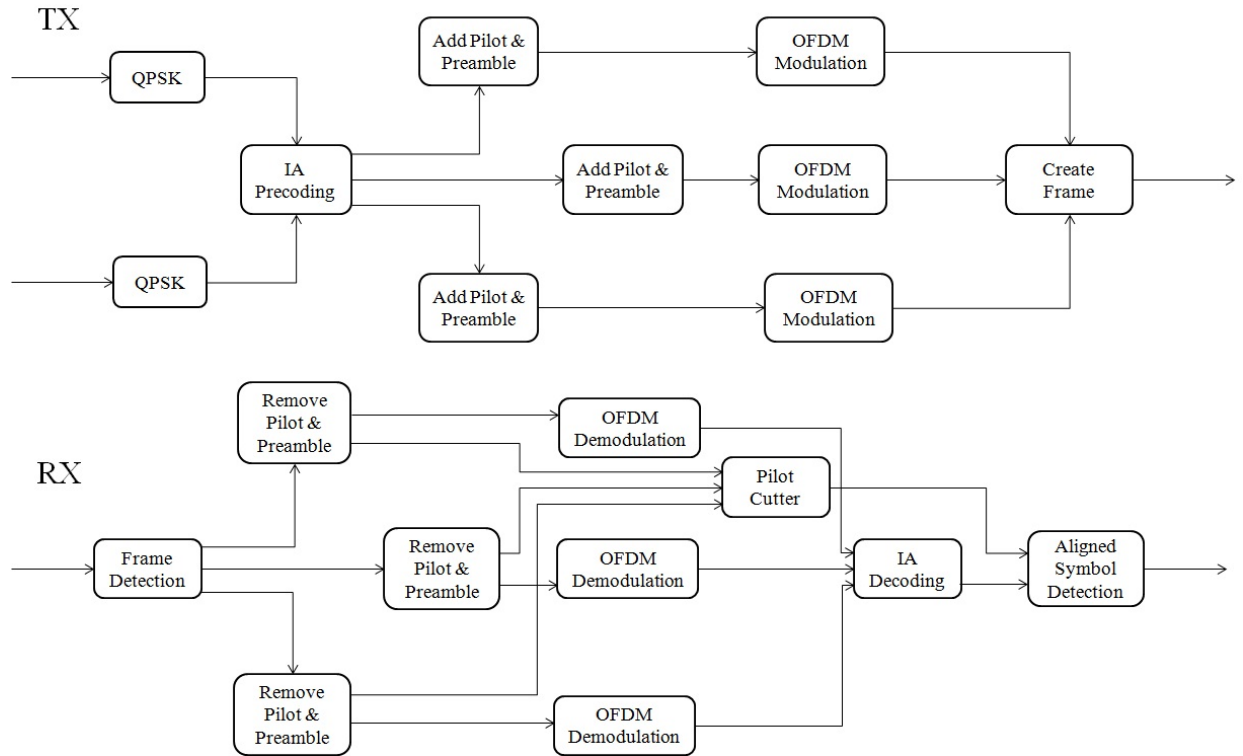 TX
QPSK
Add Pilot &
Preamble
OFDM
Modulation
IA
Precoding
Add Pilot &
Preamble
OFDM
Modulation
Create
Frame
QPSK
Add Pilot &
Preamble
OFDM
Modulation
RX
Remove
Pilot &
Preamble
OFDM
Demodulation
Pilot
Cutter
Frame
Detection
Remove
Pilot &
Preamble
OFDM
Demodulation
IA
Decoding
Aligned
Symbol
Detection
Remove
Pilot &
Preamble
OFDM
Demodulation